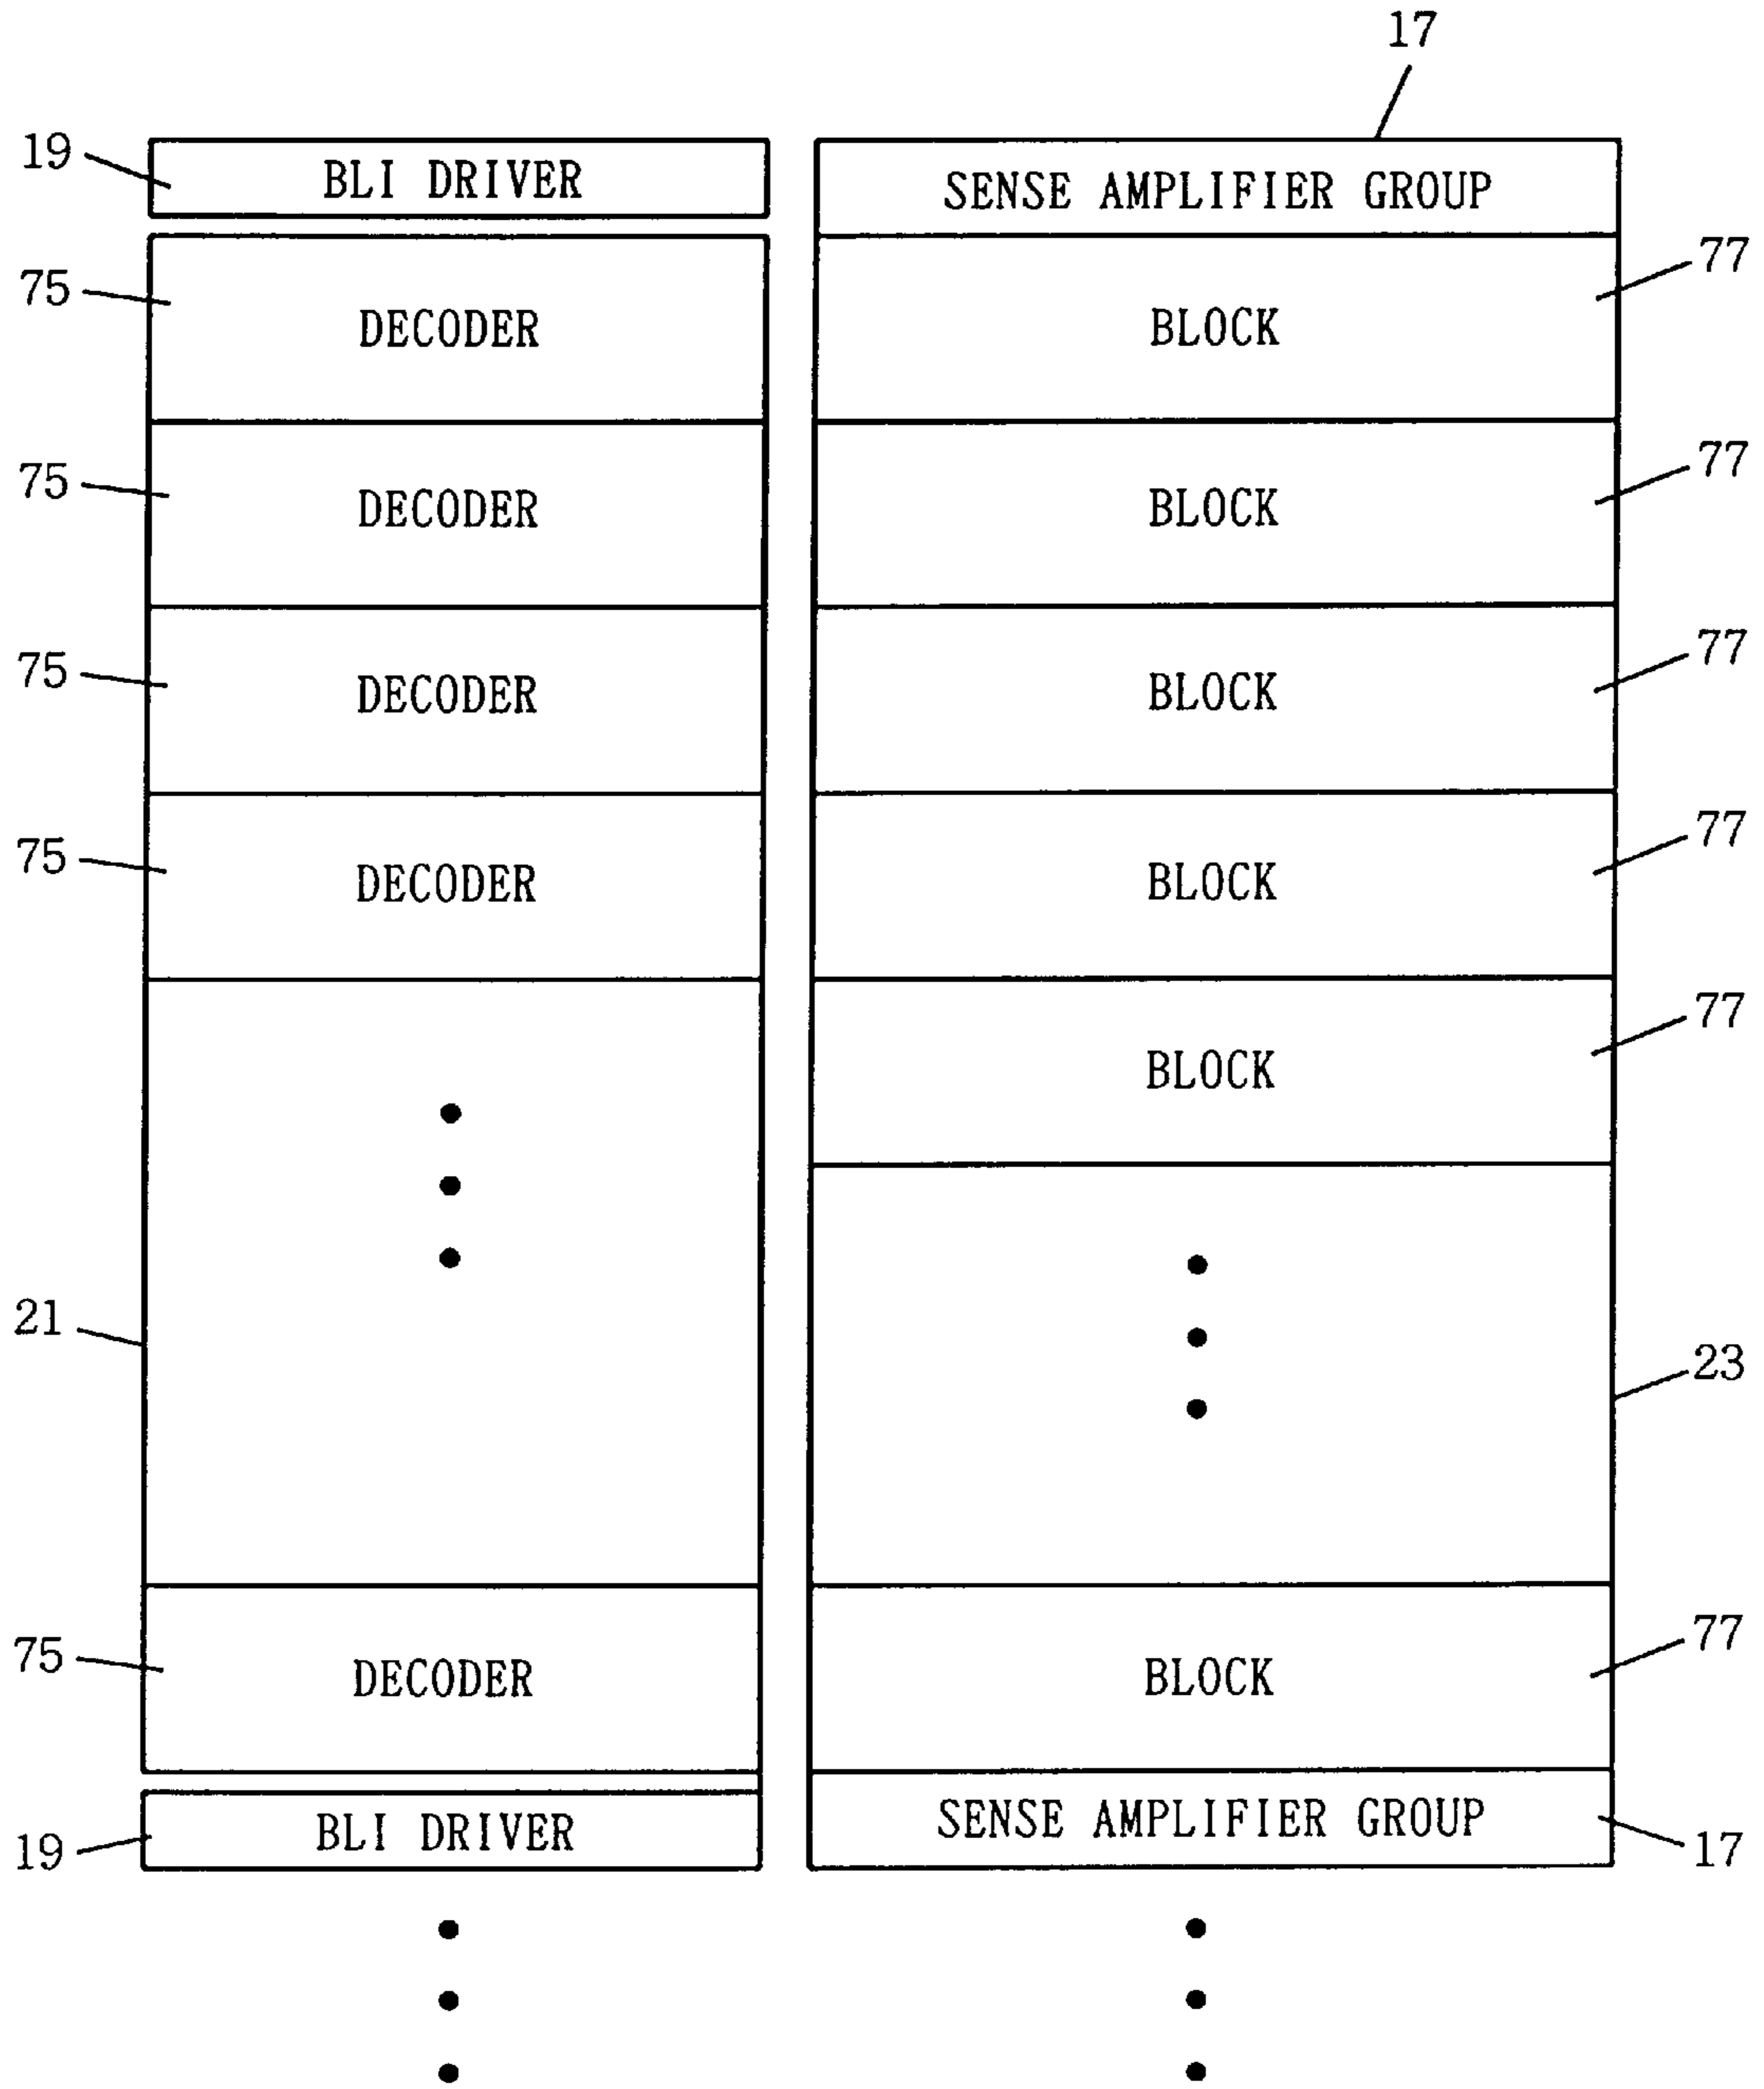 17
19
BLI DRIVER
SENSE AMPLIFIER GROUP
75
DECODER
BLOCK
77
75
DECODER
BLOCK
77
75
DECODER
BLOCK
77
75
DECODER
BLOCK
77
BLOCK
77
21
23
75
DECODER
BLOCK
77
19
BLI DRIVER
SENSE AMPLIFIER GROUP
17